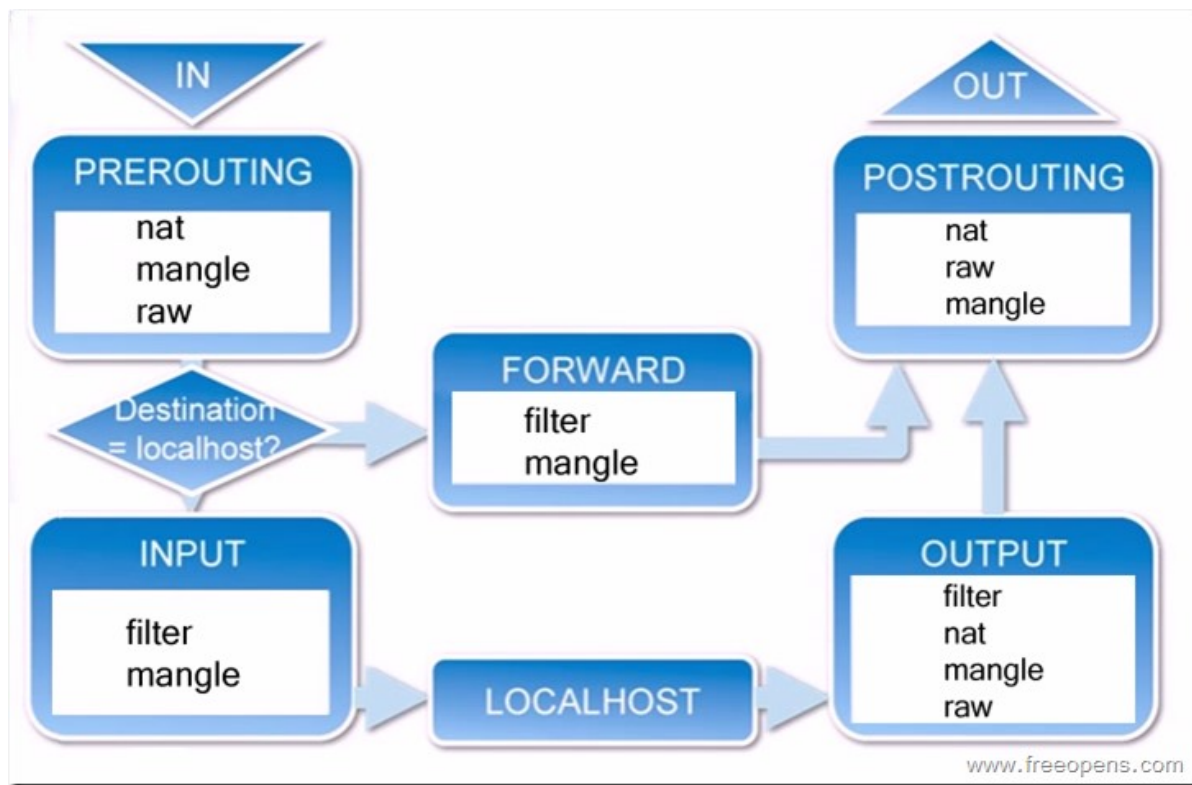 IN
PREROUTING
nat
mangle
raw
Destination
= localhost?
INPUT
filter
mangle
FORWARD
filter
mangle
LOCALHOST
OUT
POSTROUTING
nat
raw
mangle
OUTPUT
filter
nat
mangle
raw
www.freeopens.com